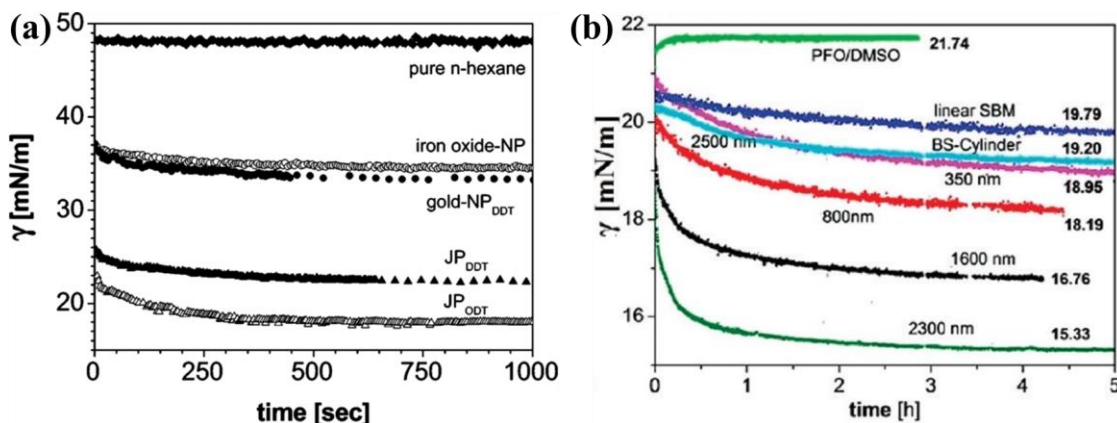 (a)
50
40
30
20
γ [mN/m]
pure n-hexane
iron oxide-NP
gold-NP_DDT
JP_DDT
JP_ODT
0
250
500
750
1000
time [sec]
(b)
22
20
18
16
γ [mN/m]
PFO/DMSO
21.74
linear SBM
19.79
2500 nm
BS-Cylinder
19.20
350 nm
18.95
800nm
18.19
1600 nm
16.76
2300 nm
15.33
0
1
2
3
4
5
time [h]